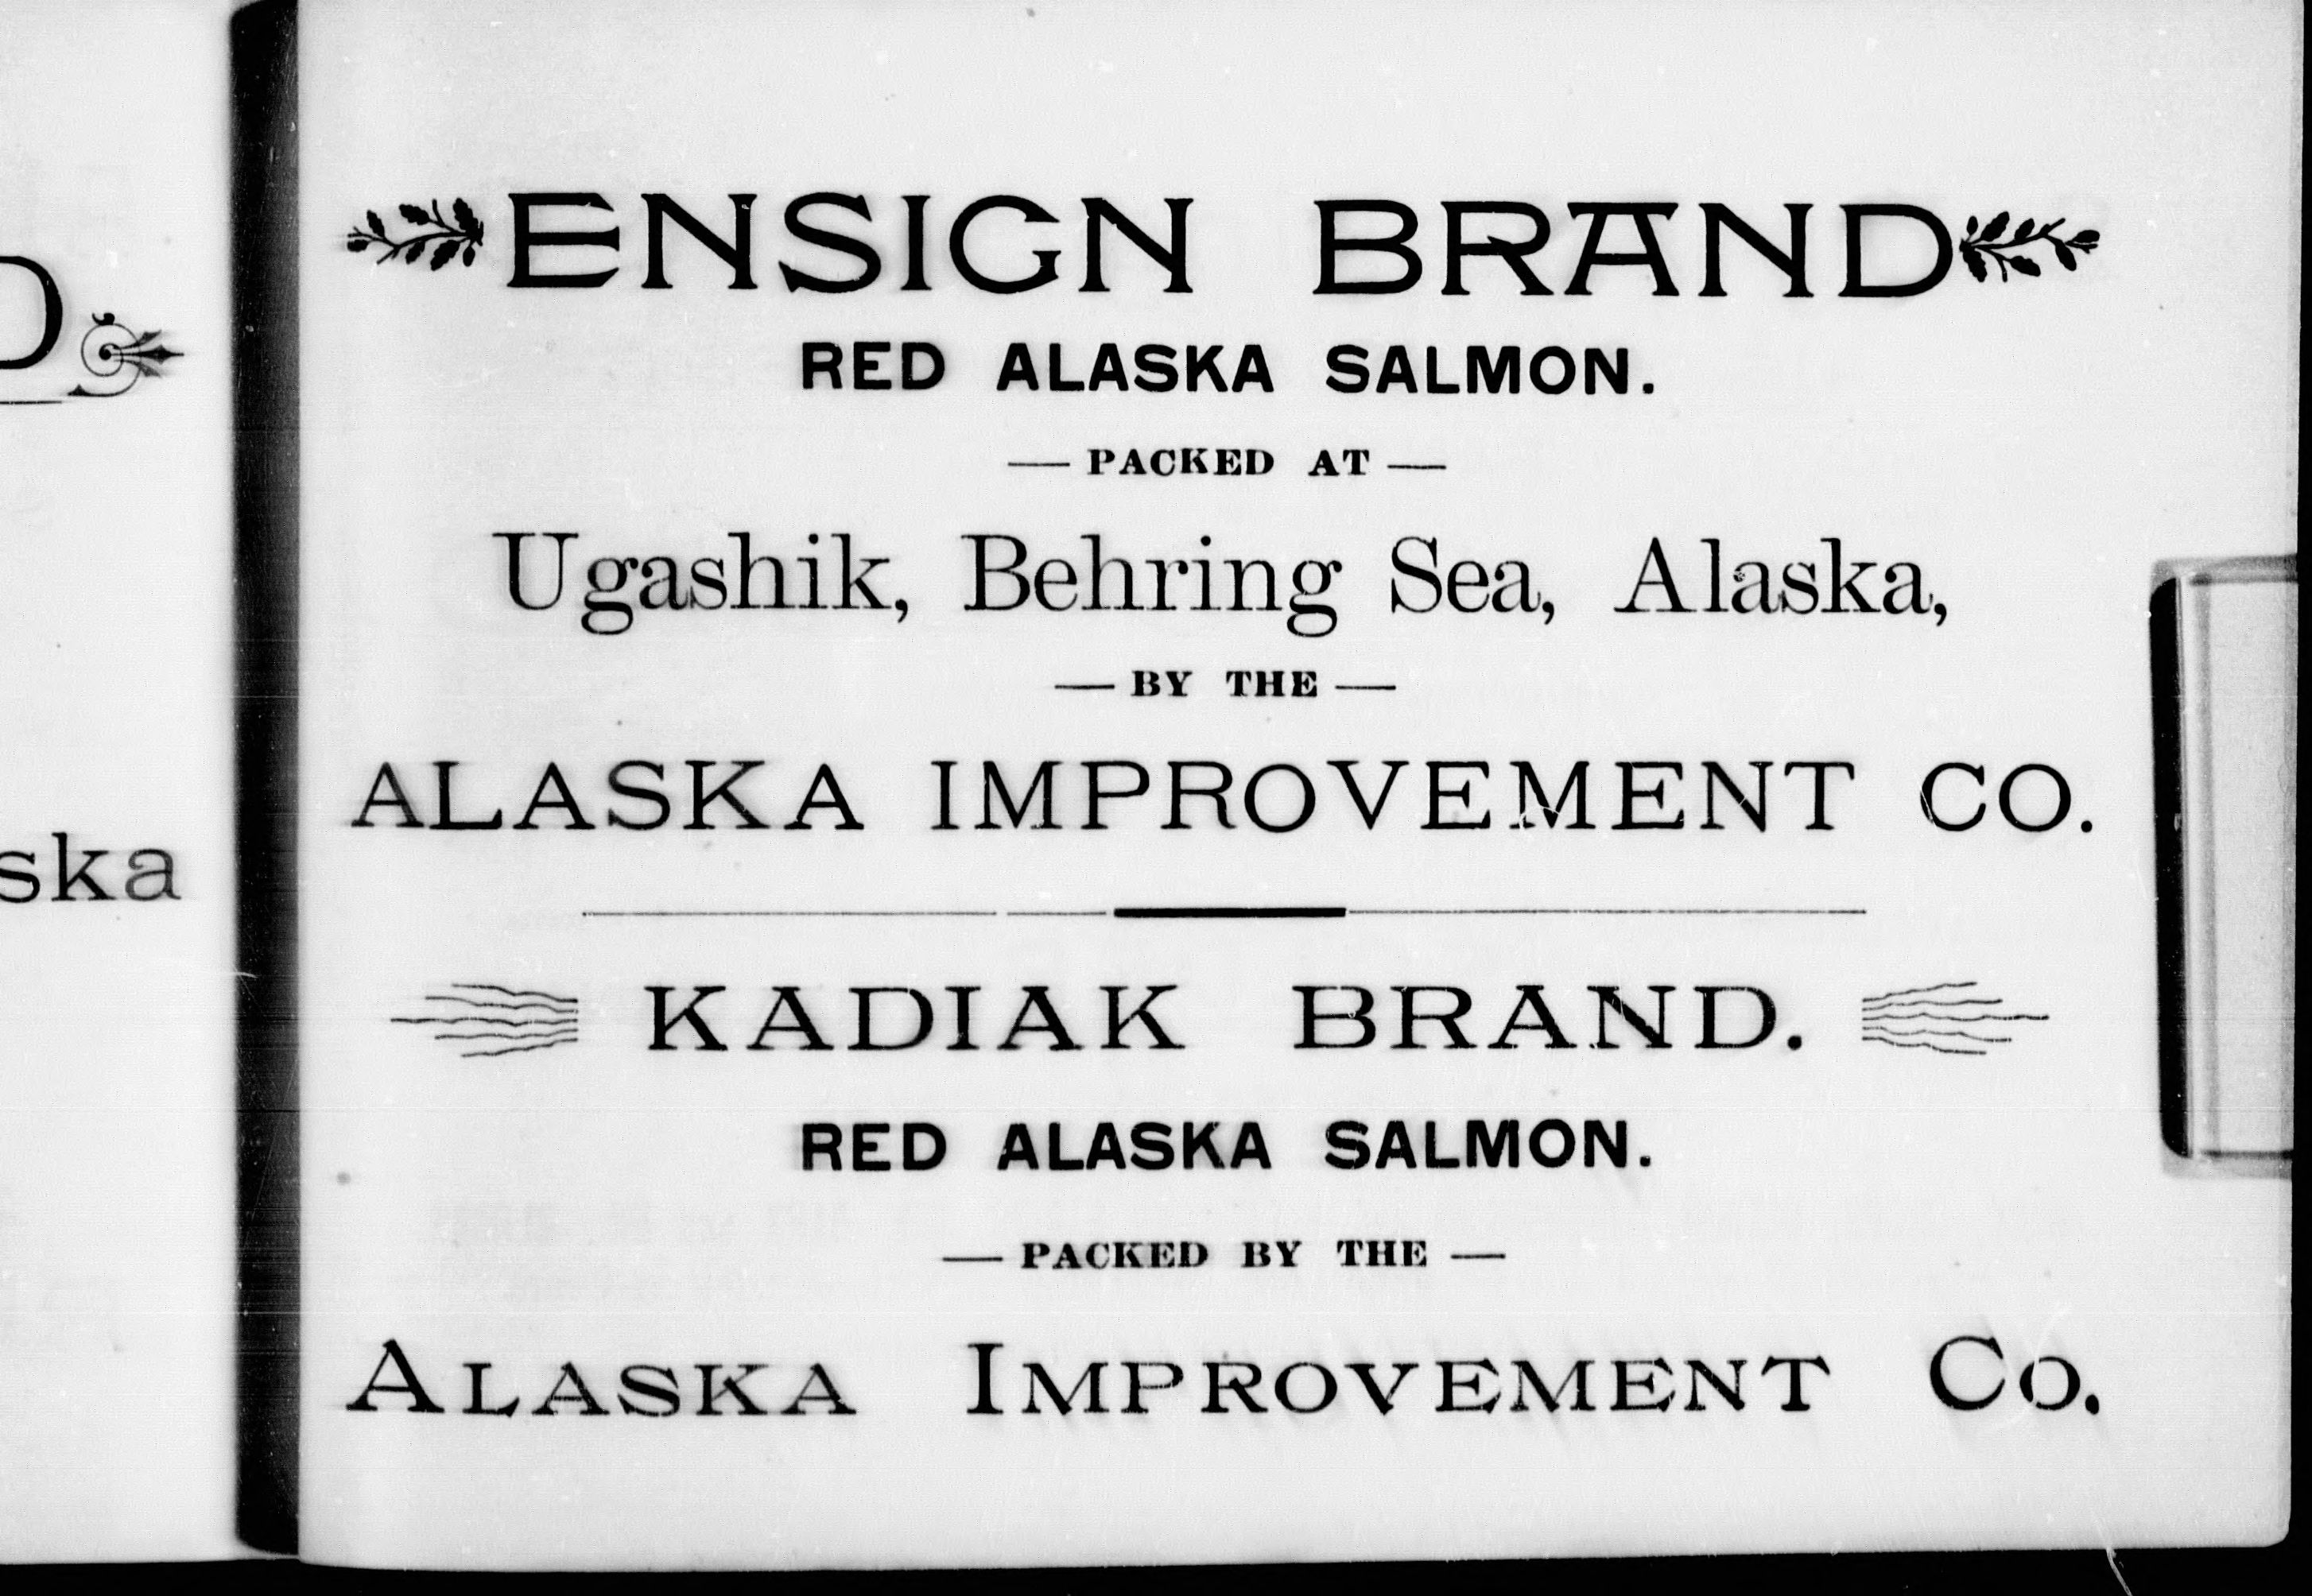 ENSIGN BRAND
RED ALASKA SALMON.
— PACKED AT —
Ugashik, Behring Sea, Alaska,
— BY THE —
ALASKA IMPROVEMENT CO.
KADIAK BRAND.
RED ALASKA SALMON.
— PACKED BY THE —
ALASKA IMPROVEMENT CO.